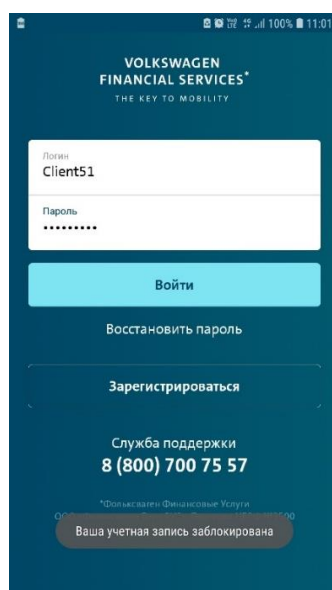 100% 11:01
VOLKSWAGEN
FINANCIAL SERVICES*
THE KEY TO MOBILITY
Логин
Client51
Пароль
•••••••••
Войти
Восстановить пароль
Зарегистрироваться
Служба поддержки
8 (800) 700 75 57
*Фольксваген Финансовые Услуги
Ваша учетная запись заблокирована